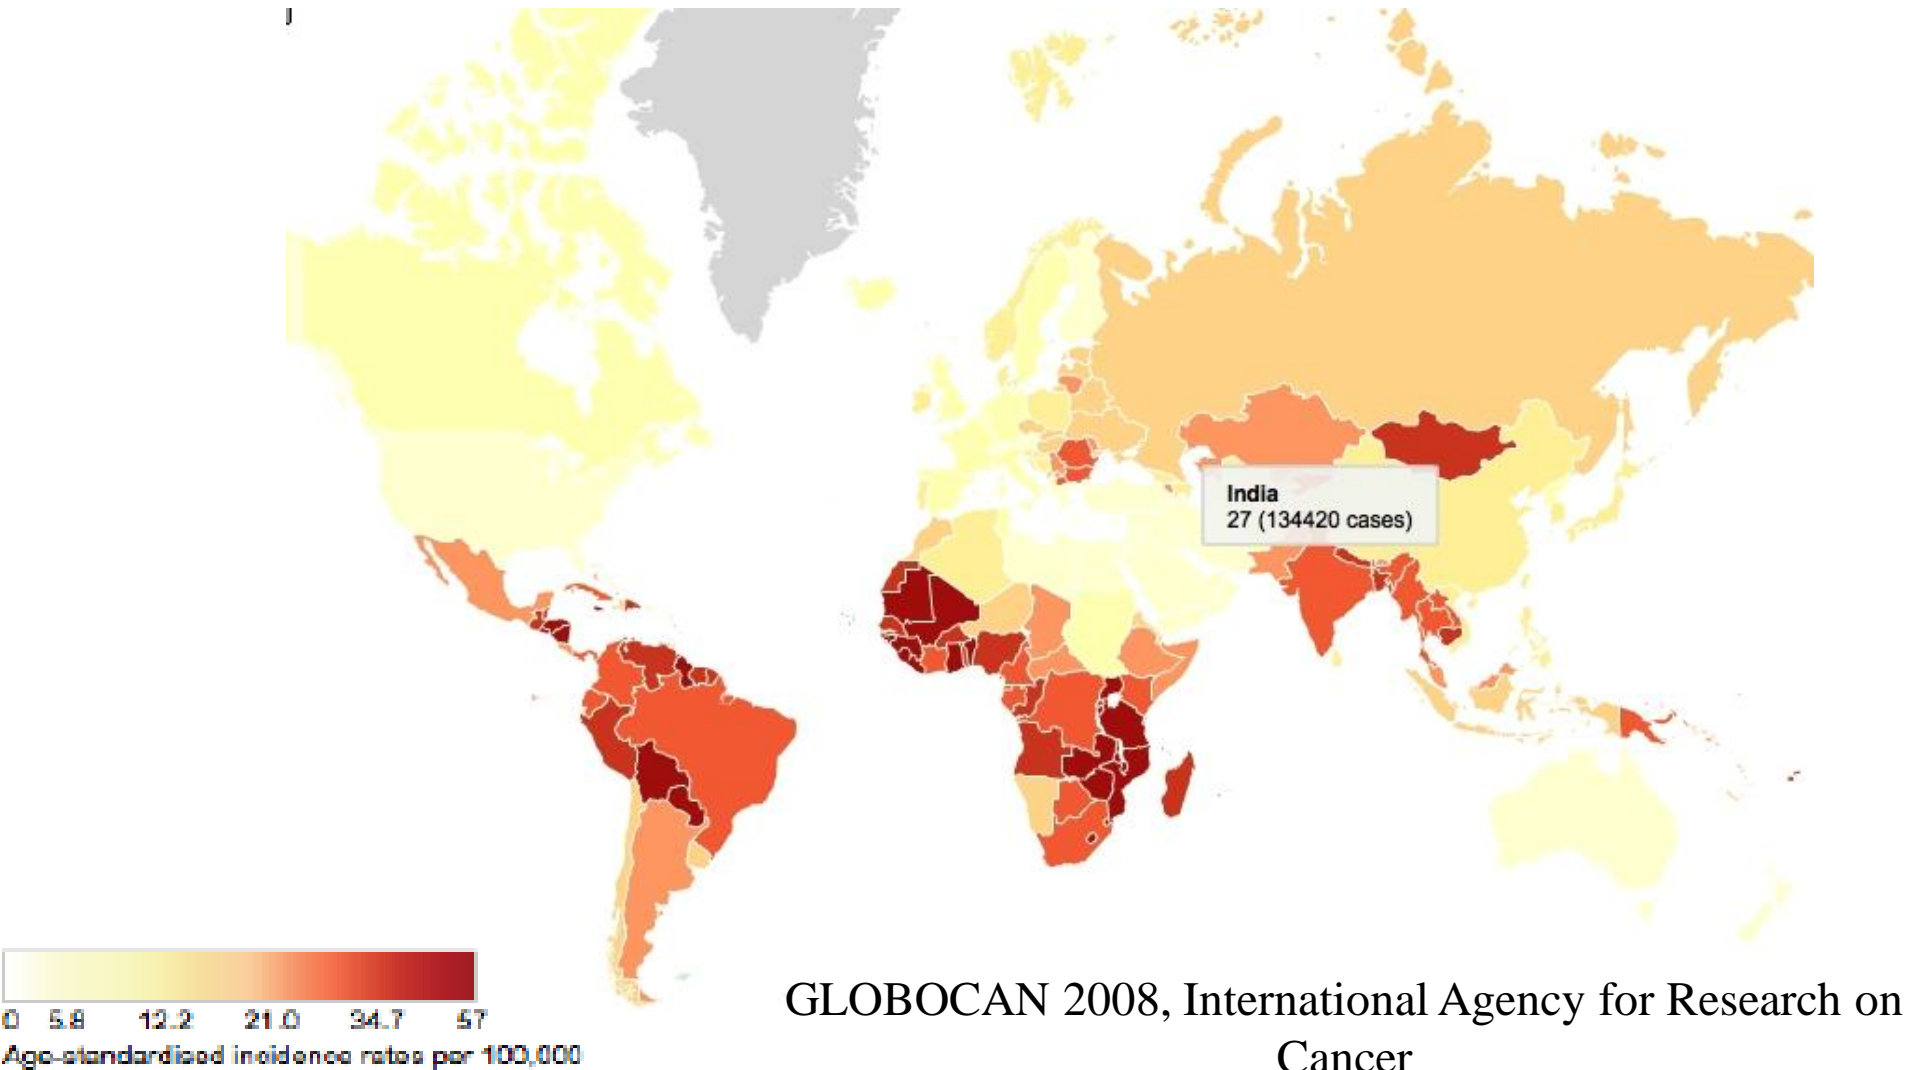 India
27 (134420 cases)
0 5.8 12.2 21.0 34.7 57
Age-standardised incidence rates per 100,000
GLOBOCAN 2008, International Agency for Research on
Cancer